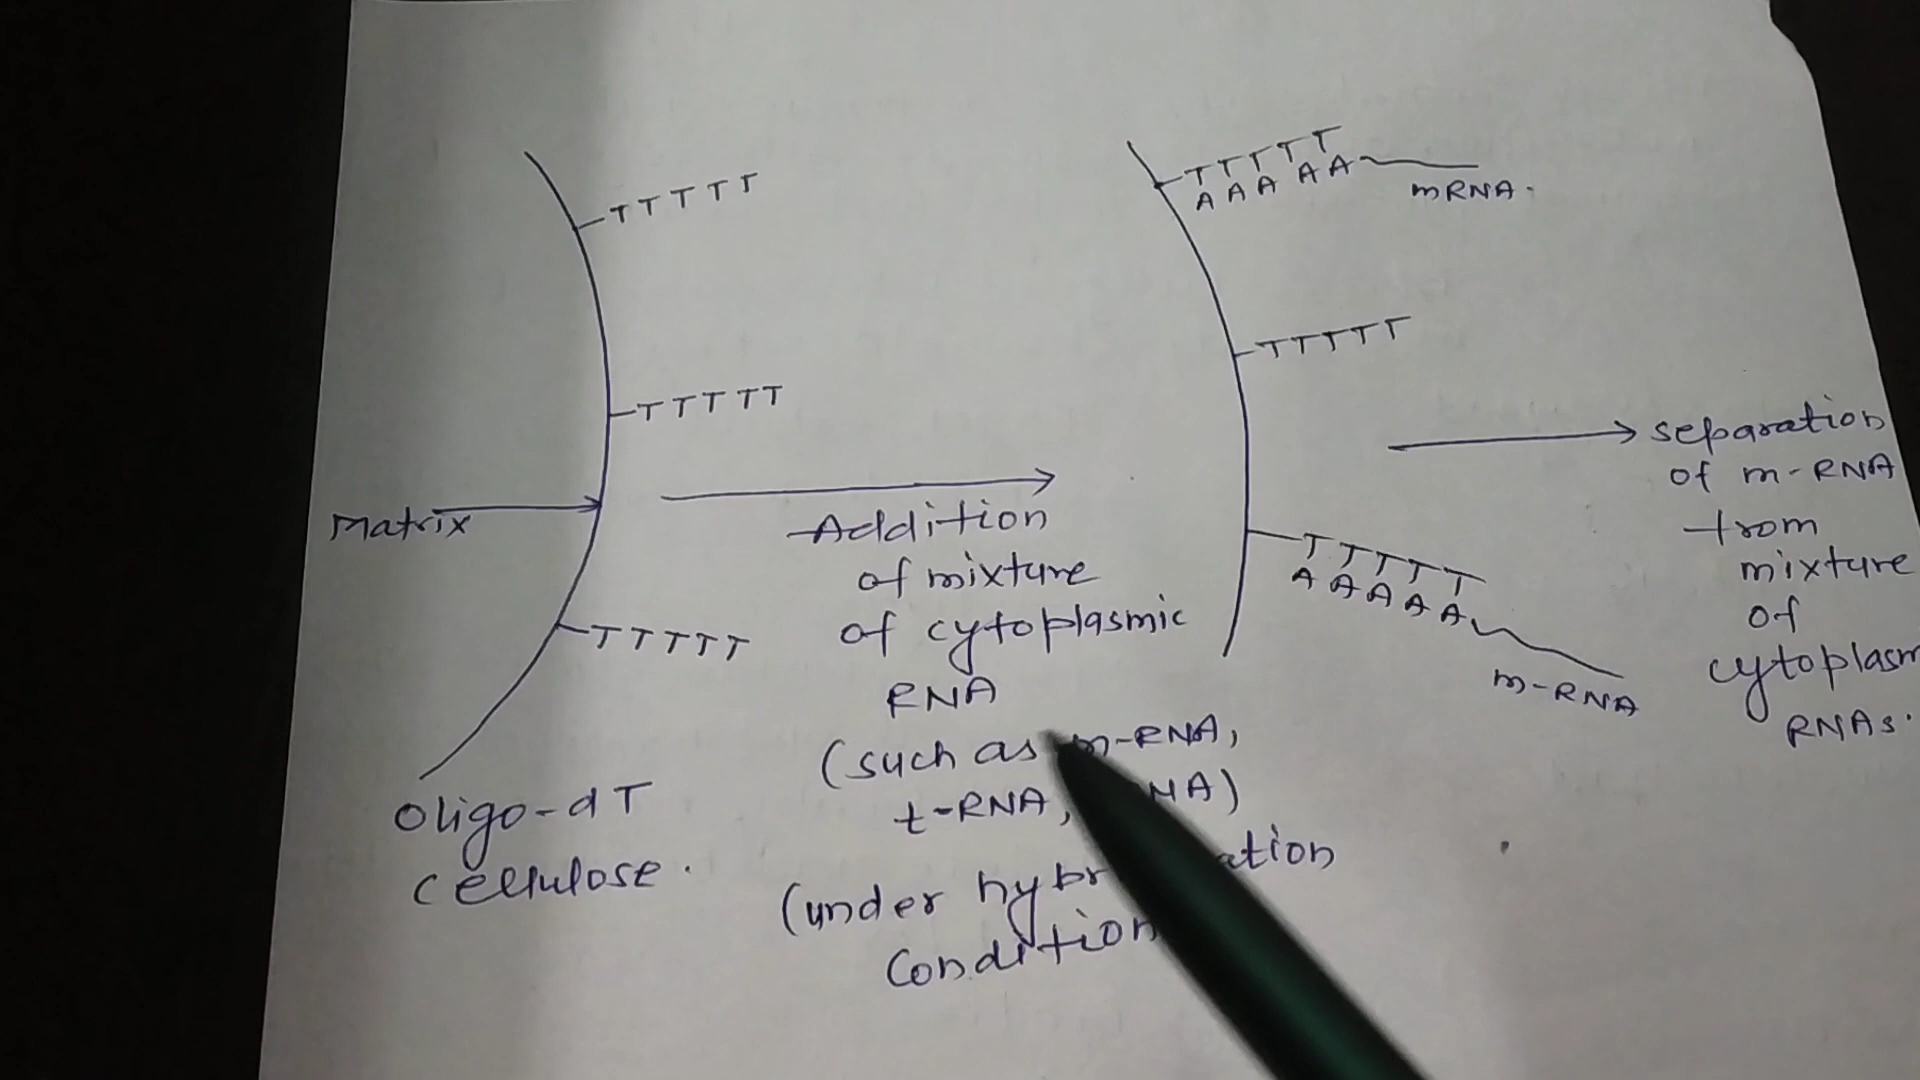 TTTTT
TTTTT
Matrix
TTTTT
Oligo-dT
cellulose.
Addition
of mixture
of cytoplasmic
RNA
(such as m-RNA,
t-RNA,
(under
Condition
TTTTT
AAAAA
mRNA.
TTTTT
TTTTT
AAAAA
m-RNA
separation
of m-RNA
from
mixture
of
cytoplasm
RNAs.